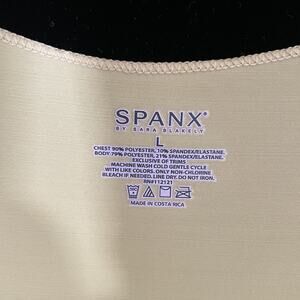 SPANX®
BY SARA BLAKELY
L
CHEST 90% POLYESTER, 10% SPANDEX/ELASTANE.
BODY 79% POLYESTER, 21% SPANDEX/ELASTANE.
EXCLUSIVE OF TRIMS
MACHINE WASH COLD GENTLE CYCLE
WITH LIKE COLORS. ONLY NON-CHLORINE
BLEACH IF NEEDED. LINE DRY. DO NOT IRON.
RN#112121
MADE IN COSTA RICA